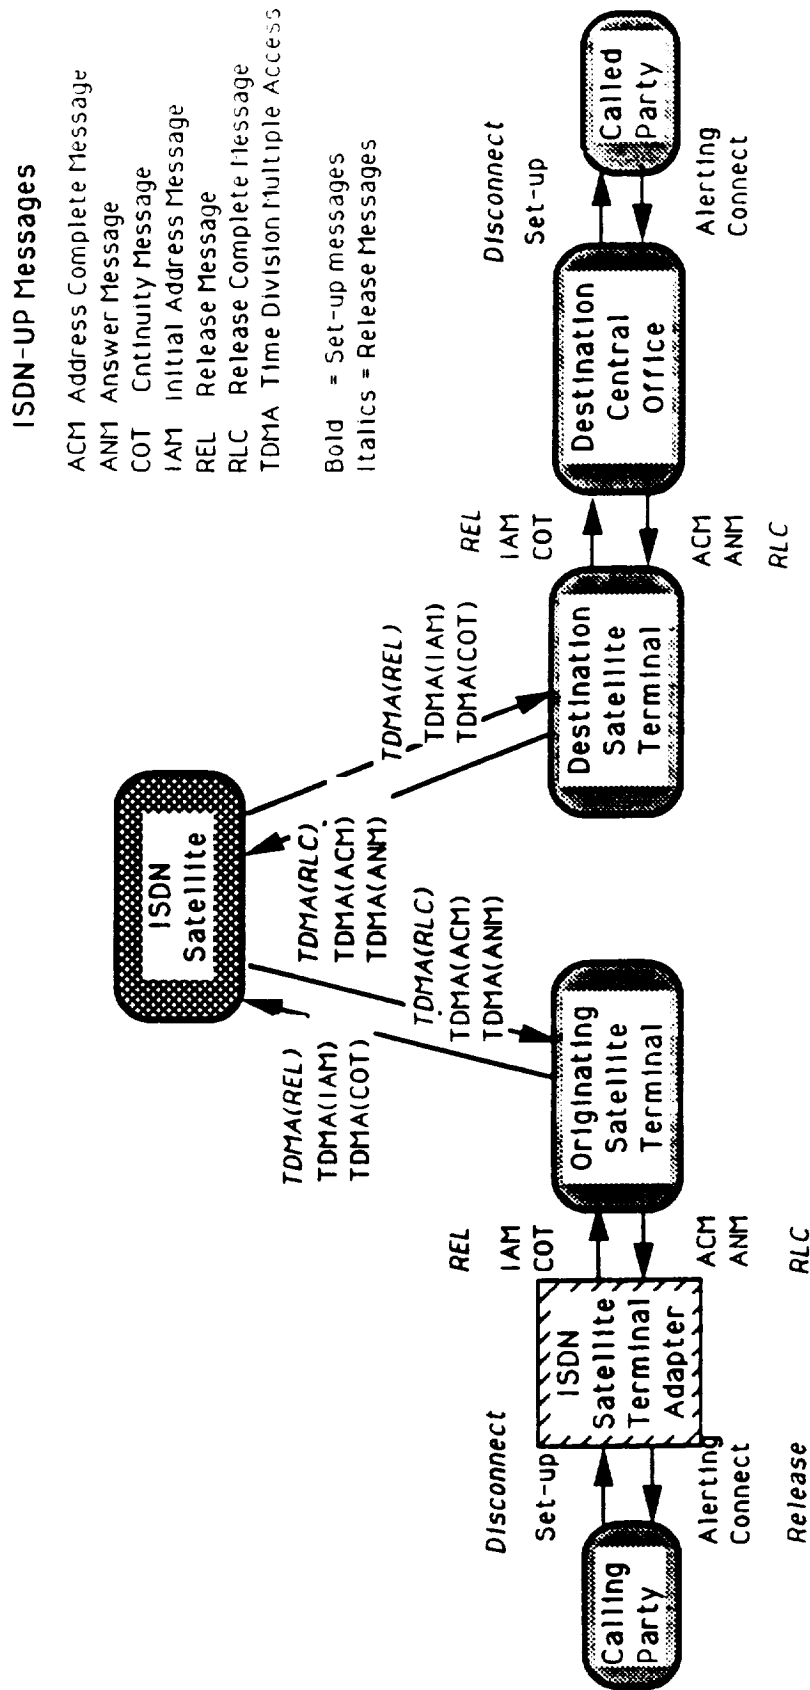 ISDN-UP Messages
ACM Address Complete Message
ANM Answer Message
COT Cntinuity Message
IAM Initial Address Message
REL Release Message
RLC Release Complete Message
TDMA Time Division Multiple Access
Bold = Set-up messages
Italics = Release Messages
ISDN
Satellite
TDMA(REL)
TDMA(IAM)
TDMA(COT)
TDMA(RLC)
TDMA(ACM)
TDMA(ANM)
TDMA(RLC)
TDMA(ACM)
TDMA(ANM)
TDMA(REL)
TDMA(IAM)
TDMA(COT)
Disconnect
Set-up
REL
IAM
COT
REL
IAM
COT
Disconnect
Set-up
Calling
Party
ISDN
Satellite
Terminal
Adapter
Originating
Satellite
Terminal
Destination
Satellite
Terminal
Destination
Central
Office
Called
Party
Alerting
Connect
Release
ACM
ANM
RLC
ACM
ANM
RLC
Alerting
Connect